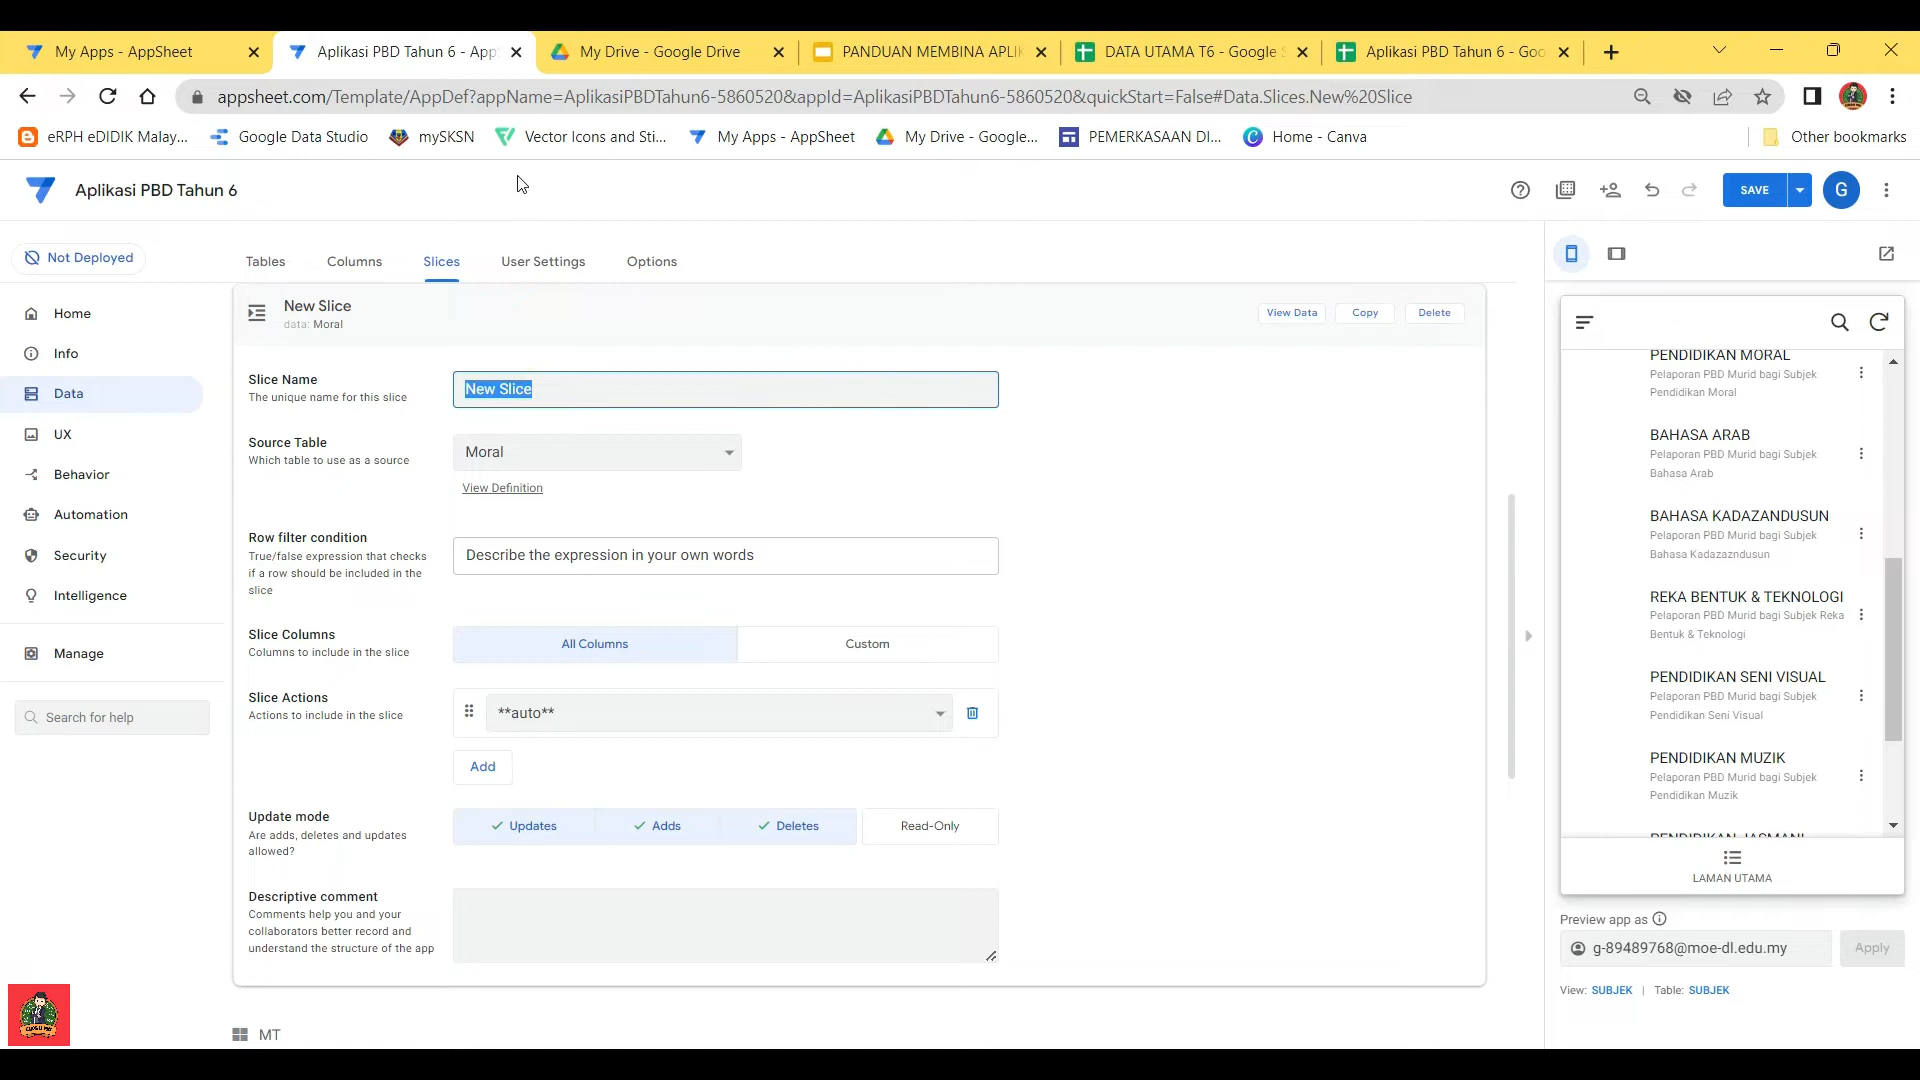 My Apps - AppSheet
Aplikasi PBD Tahun 6 - App
My Drive - Google Drive
PANDUAN MEMBINA APLIK
DATA UTAMA T6 - Google S
Aplikasi PBD Tahun 6 - Goo
appsheet.com/Template/AppDef?appName=AplikasiPBDTahun6-5860520&appId=AplikasiPBDTahun6-5860520&quickStart=False#Data.Slices.New%20Slice
eRPH eDIDIK Malay...
Google Data Studio
mySKSN
Vector Icons and Sti...
My Apps - AppSheet
My Drive - Google...
PEMERKASAAN DI...
Home - Canva
Other bookmarks
Aplikasi PBD Tahun 6
SAVE
G
Not Deployed
Home
Info
Data
UX
Behavior
Automation
Security
Intelligence
Manage
Search for help
Tables
Columns
Slices
User Settings
Options
New Slice
data: Moral
View Data
Copy
Delete
Slice Name
The unique name for this slice
New Slice
Source Table
Which table to use as a source
Moral
View Definition
Row filter condition
True/false expression that checks
if a row should be included in the
slice
Describe the expression in your own words
Slice Columns
Columns to include in the slice
All Columns
Custom
Slice Actions
Actions to include in the slice
**auto**
Add
Update mode
Are adds, deletes and updates
allowed?
Updates
Adds
Deletes
Read-Only
Descriptive comment
Comments help you and your
collaborators better record and
understand the structure of the app
MT
PENDIDIKAN MORAL
Pelaporan PBD Murid bagi Subjek
Pendidikan Moral
BAHASA ARAB
Pelaporan PBD Murid bagi Subjek
Bahasa Arab
BAHASA KADAZANDUSUN
Pelaporan PBD Murid bagi Subjek
Bahasa Kadazazndusun
REKA BENTUK & TEKNOLOGI
Pelaporan PBD Murid bagi Subjek Reka
Bentuk & Teknologi
PENDIDIKAN SENI VISUAL
Pelaporan PBD Murid bagi Subjek
Pendidikan Seni Visual
PENDIDIKAN MUZIK
Pelaporan PBD Murid bagi Subjek
Pendidikan Muzik
PENDIDIKAN JASMANI
LAMAN UTAMA
Preview app as
g-89489768@moe-dl.edu.my
Apply
View: SUBJEK | Table: SUBJEK